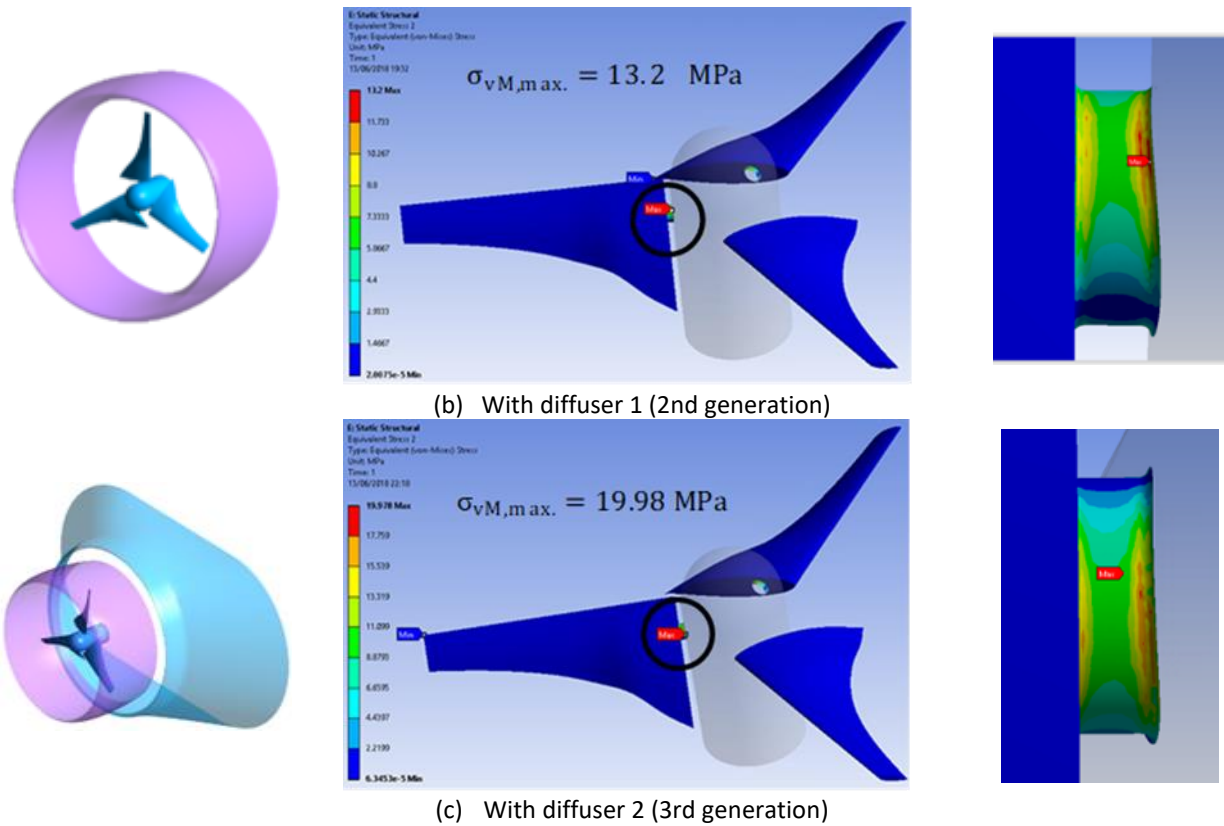 E: Static Structural
Equivalent Stress 2
Type: Equivalent (von-Mises) Stress
Unit: MPa
Time: 1
13/06/2018 19:32
σvM,max. = 13.2 MPa
13.2 Max
11.733
10.267
8.8
7.3333
5.8667
4.4
2.9333
1.4667
2.0075e-5 Min
Min
Max
Max
(b) With diffuser 1 (2nd generation)
E: Static Structural
Equivalent Stress 2
Type: Equivalent (von-Mises) Stress
Unit: MPa
Time: 1
13/06/2018 22:18
σvM,max. = 19.98 MPa
19.978 Max
17.759
15.539
13.319
11.099
8.8793
6.6595
4.4397
2.2199
6.3453e-5 Min
Min
Max
Max
(c) With diffuser 2 (3rd generation)